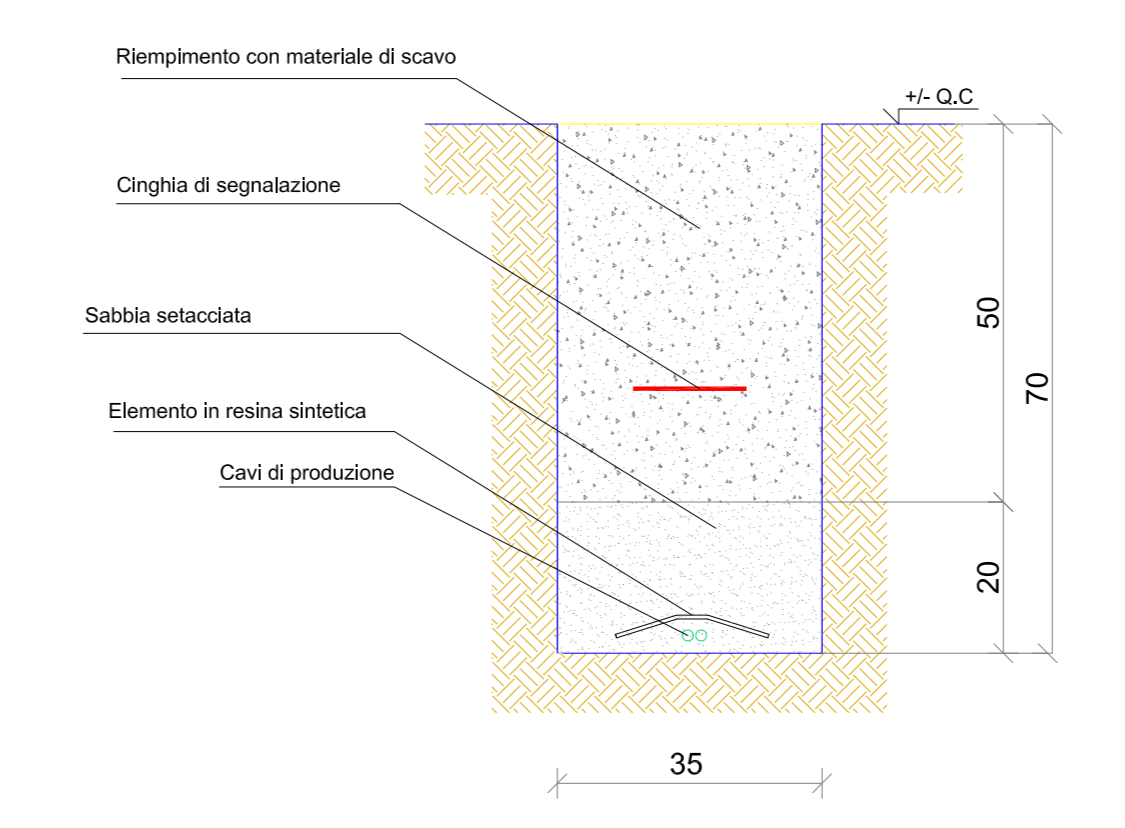 Riempimento con materiale di scavo
+/- Q.C
Cinghia di segnalazione
Sabbia setacciata
50
70
Elemento in resina sintetica
Cavi di produzione
20
35